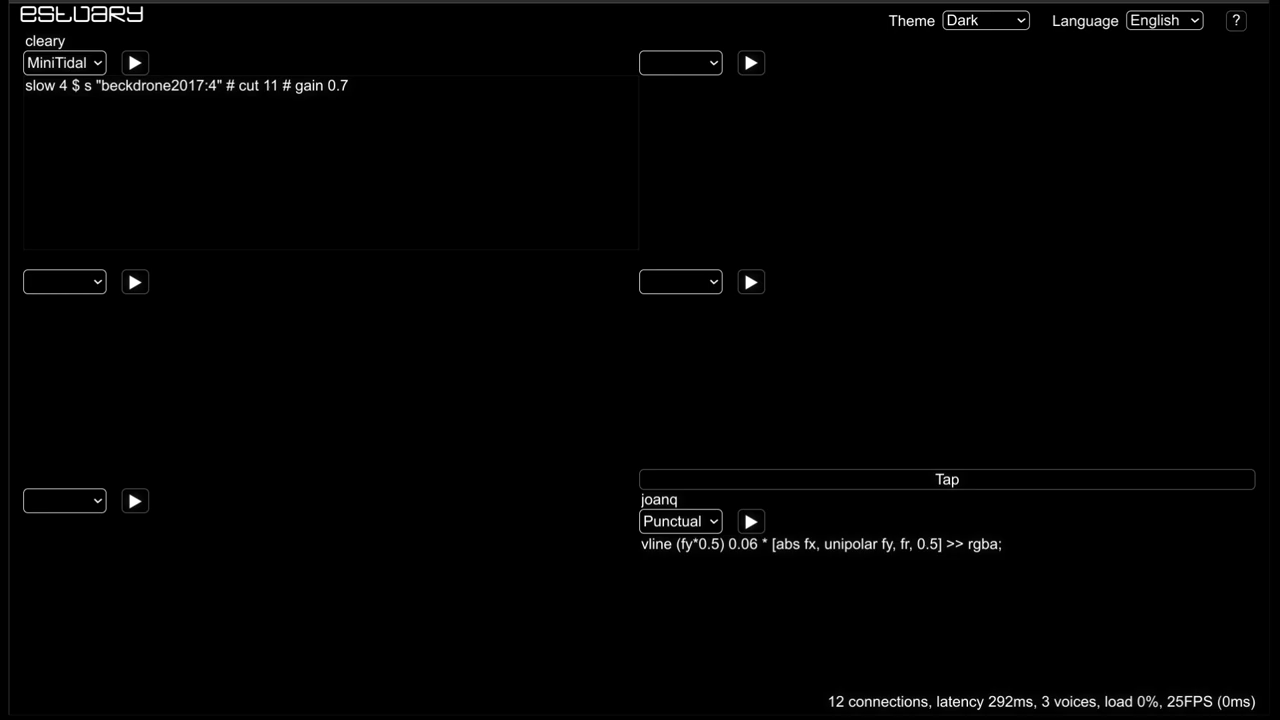 estuary
Theme Dark Language English ?
cleary
MiniTidal
slow 4 $ s "beckdrone2017:4" # cut 11 # gain 0.7
Tap
joanq
Punctual
vline (fy*0.5) 0.06 * [abs fx, unipolar fy, fr, 0.5] >> rgba;
12 connections, latency 292ms, 3 voices, load 0%, 25FPS (0ms)